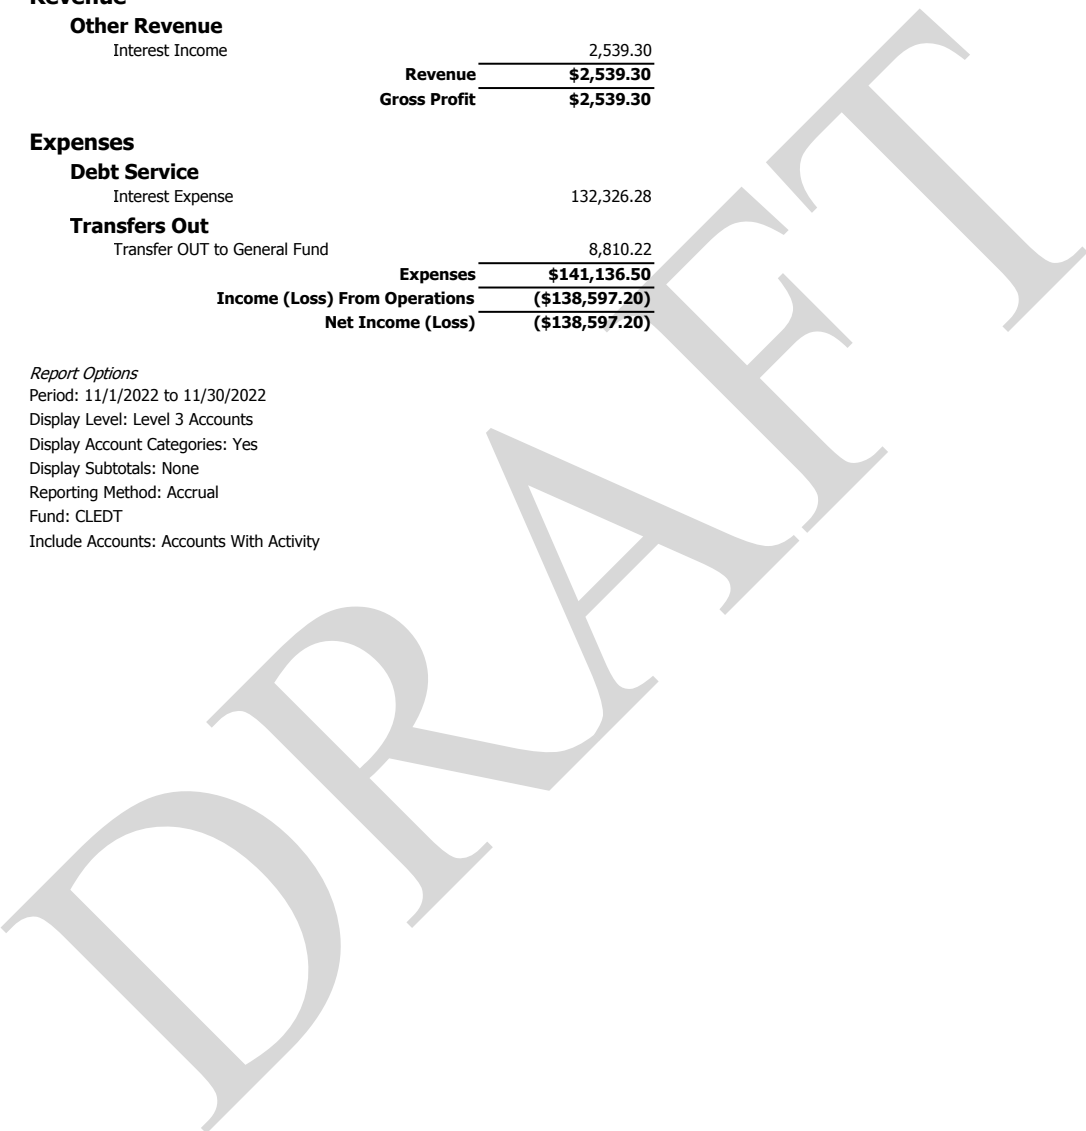 Revenue
Other Revenue
Interest Income 2,539.30
Revenue $2,539.30
Gross Profit $2,539.30
Expenses
Debt Service
Interest Expense 132,326.28
Transfers Out
Transfer OUT to General Fund 8,810.22
Expenses $141,136.50
Income (Loss) From Operations ($138,597.20)
Net Income (Loss) ($138,597.20)
Report Options
Period: 11/1/2022 to 11/30/2022
Display Level: Level 3 Accounts
Display Account Categories: Yes
Display Subtotals: None
Reporting Method: Accrual
Fund: CLEDT
Include Accounts: Accounts With Activity
DRAFT